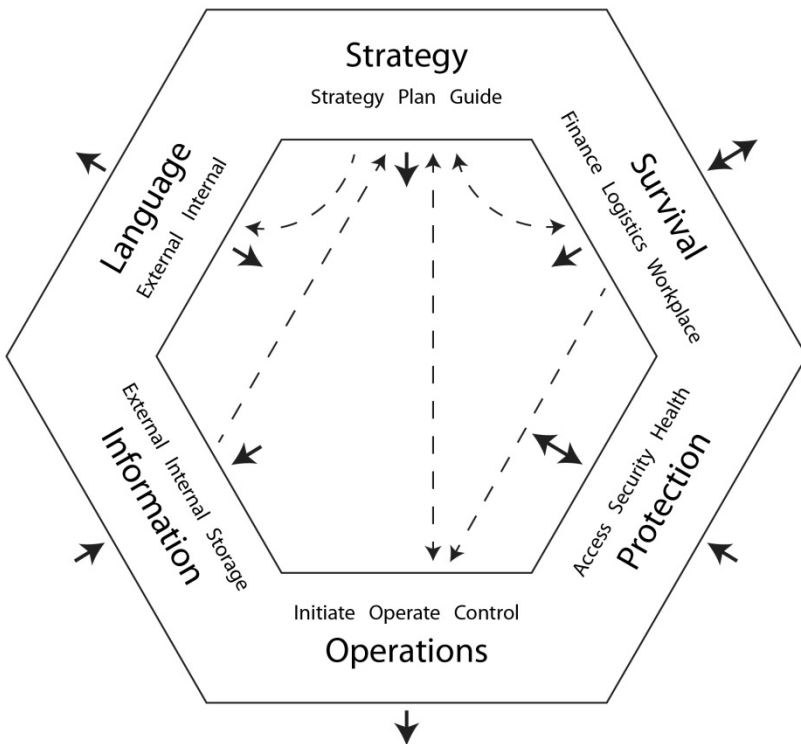 Strategy
Strategy Plan Guide
Language
External Internal
Survival
Finance Logistics Workplace
Information
External Internal Storage
Protection
Access Security Health
Initiate Operate Control
Operations